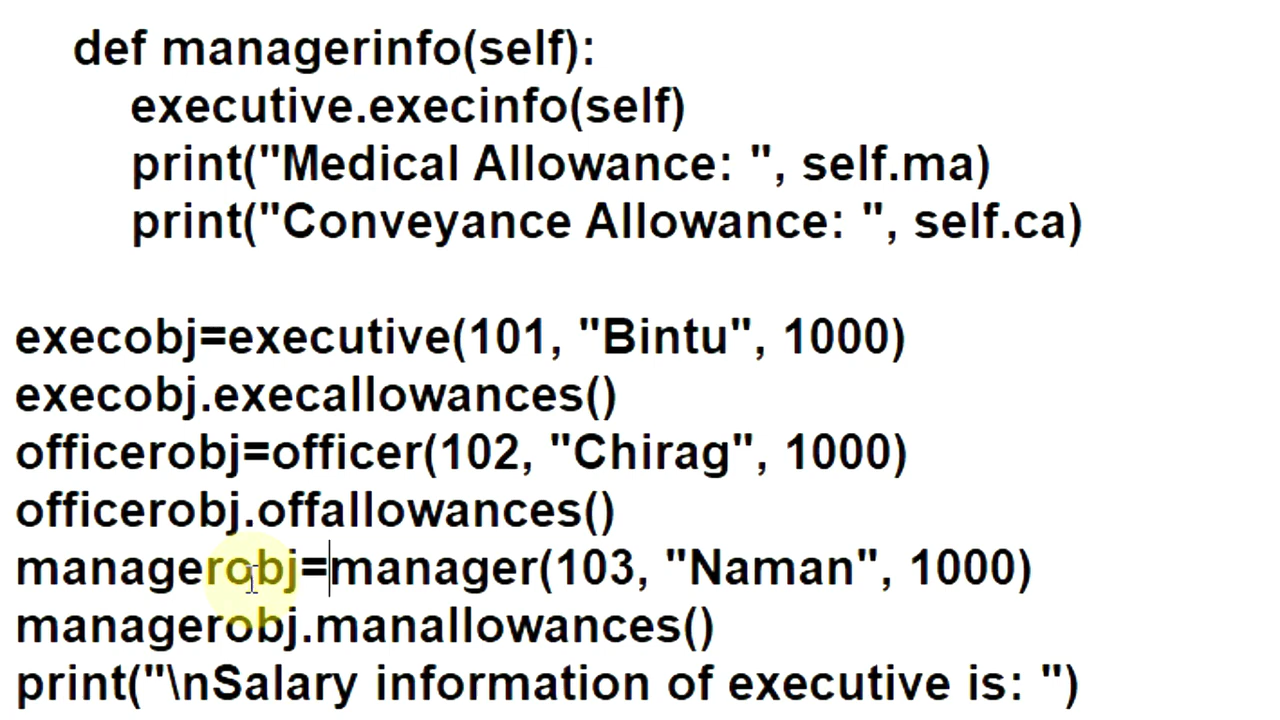 def managerinfo(self):
executive.execinfo(self)
print("Medical Allowance: ", self.ma)
print("Conveyance Allowance: ", self.ca)
execobj=executive(101, "Bintu", 1000)
execobj.execallowances()
officerobj=officer(102, "Chirag", 1000)
officerobj.offallowances()
managerobj=manager(103, "Naman", 1000)
managerobj.manallowances()
print("\nSalary information of executive is: ")